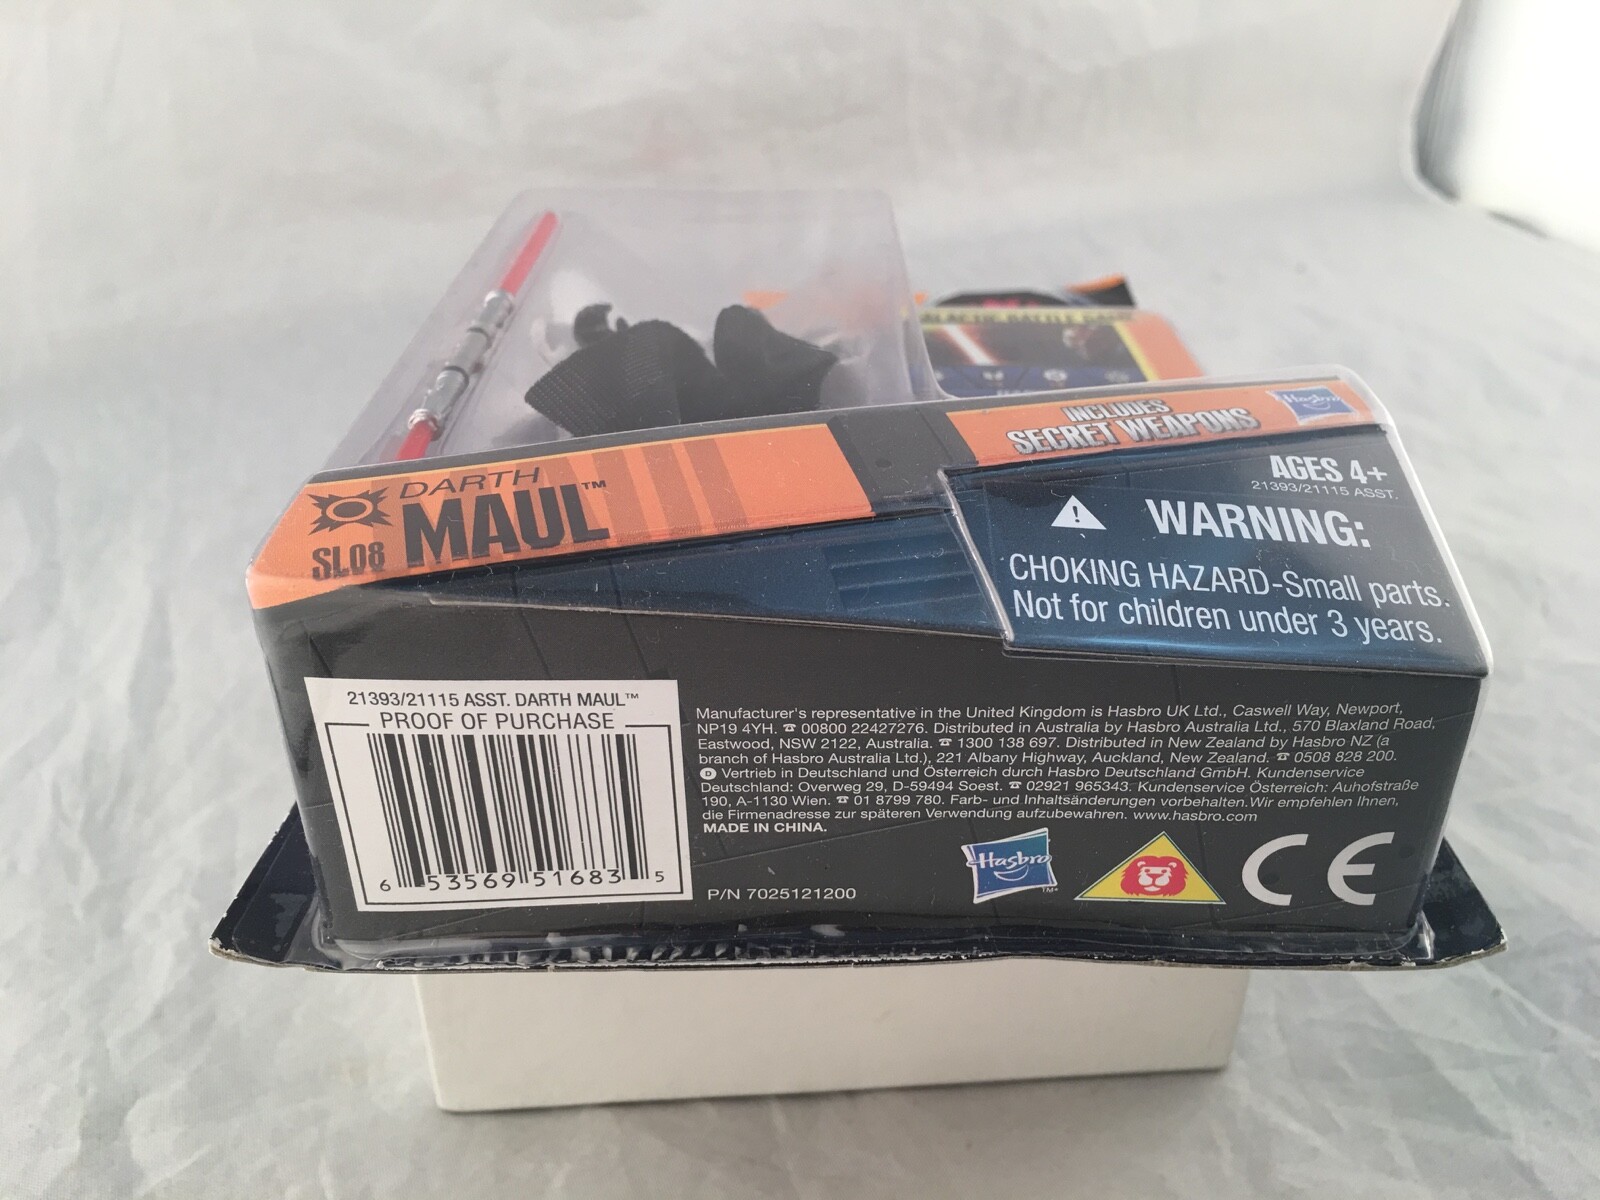 GALACTIC BATTLE GAME
INCLUDES
SECRET WEAPONS
Hasbro
DARTH
MAUL™
SL08
AGES 4+
21393/21115 ASST.
WARNING:
CHOKING HAZARD-Small parts.
Not for children under 3 years.
21393/21115 ASST. DARTH MAUL™
PROOF OF PURCHASE
6 53569 51683 5
Manufacturer's representative in the United Kingdom is Hasbro UK Ltd., Caswell Way, Newport,
NP19 4YH. ☎ 00800 22427276. Distributed in Australia by Hasbro Australia Ltd., 570 Blaxland Road,
Eastwood, NSW 2122, Australia. ☎ 1300 138 697. Distributed in New Zealand by Hasbro NZ (a
branch of Hasbro Australia Ltd.), 221 Albany Highway, Auckland, New Zealand. ☎ 0508 828 200.
D Vertrieb in Deutschland und Österreich durch Hasbro Deutschland GmbH. Kundenservice
Deutschland: Overweg 29, D-59494 Soest. ☎ 02921 965343. Kundenservice Österreich: Auhofstraße
190, A-1130 Wien. ☎ 01 8799 780. Farb- und Inhaltsänderungen vorbehalten. Wir empfehlen Ihnen,
die Firmenadresse zur späteren Verwendung aufzubewahren. www.hasbro.com
MADE IN CHINA.
P/N 7025121200
Hasbro
TM*
CE